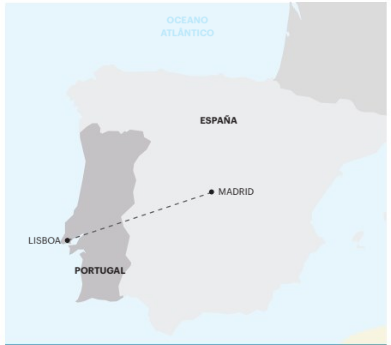 OCEANO
ATLÁNTICO
ESPAÑA
MADRID
LISBOA
PORTUGAL